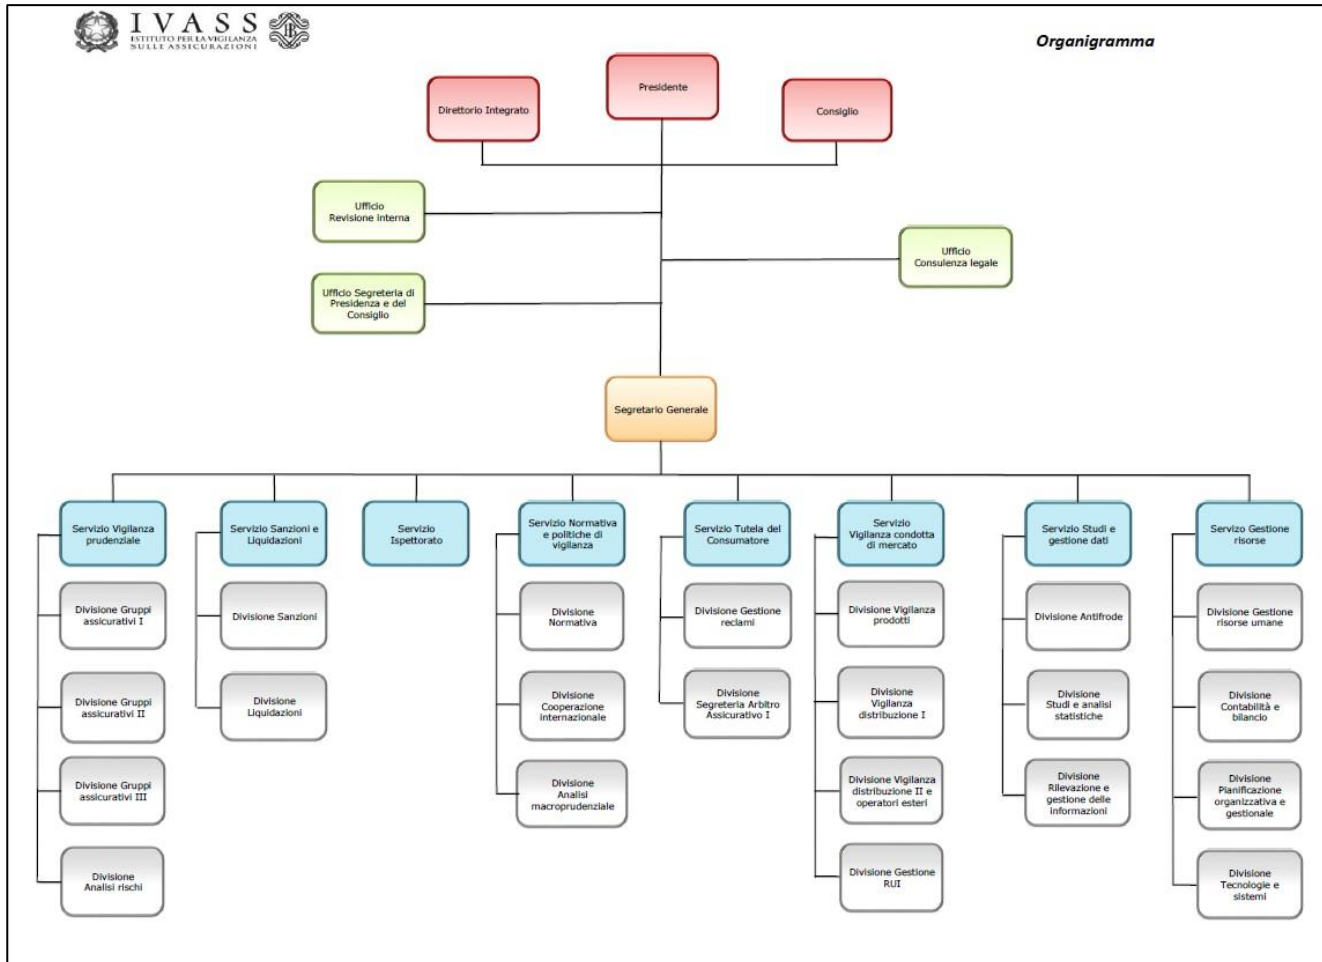 IVASS
ISTITUTO PER LA VIGILANZA
SULLE ASSICURAZIONI
Organigramma
Direttorio Integrato
Presidente
Consiglio
Ufficio
Revisione interna
Ufficio
Consulenza legale
Ufficio Segreteria di
Presidenza e del
Consiglio
Segretario Generale
Servizio Vigilanza
prudenziale
Servizio Sanzioni e
Liquidazioni
Servizio
Ispettorato
Servizio Normativa
e politiche di
vigilanza
Servizio Tutela del
Consumatore
Servizio
Vigilanza condotta
di mercato
Servizio Studi e
gestione dati
Servizo Gestione
risorse
Divisione Gruppi
assicurativi I
Divisione Sanzioni
Divisione
Normativa
Divisione Gestione
reclami
Divisione Vigilanza
prodotti
Divisione Antifrode
Divisione Gestione
risorse umane
Divisione Gruppi
assicurativi II
Divisione
Liquidazioni
Divisione
Cooperazione
internazionale
Divisione
Segreteria Arbitro
Assicurativo I
Divisione
Vigilanza
distribuzione I
Divisione
Studi e analisi
statistiche
Divisione
Contabilità e
bilancio
Divisione Gruppi
assicurativi III
Divisione
Analisi
macroprudenziale
Divisione Vigilanza
distribuzione II e
operatori esteri
Divisione
Rilevazione e
gestione delle
informazioni
Divisione
Pianificazione
organizzativa e
gestionale
Divisione
Analisi rischi
Divisione Gestione
RUI
Divisione
Tecnologie e
sistemi